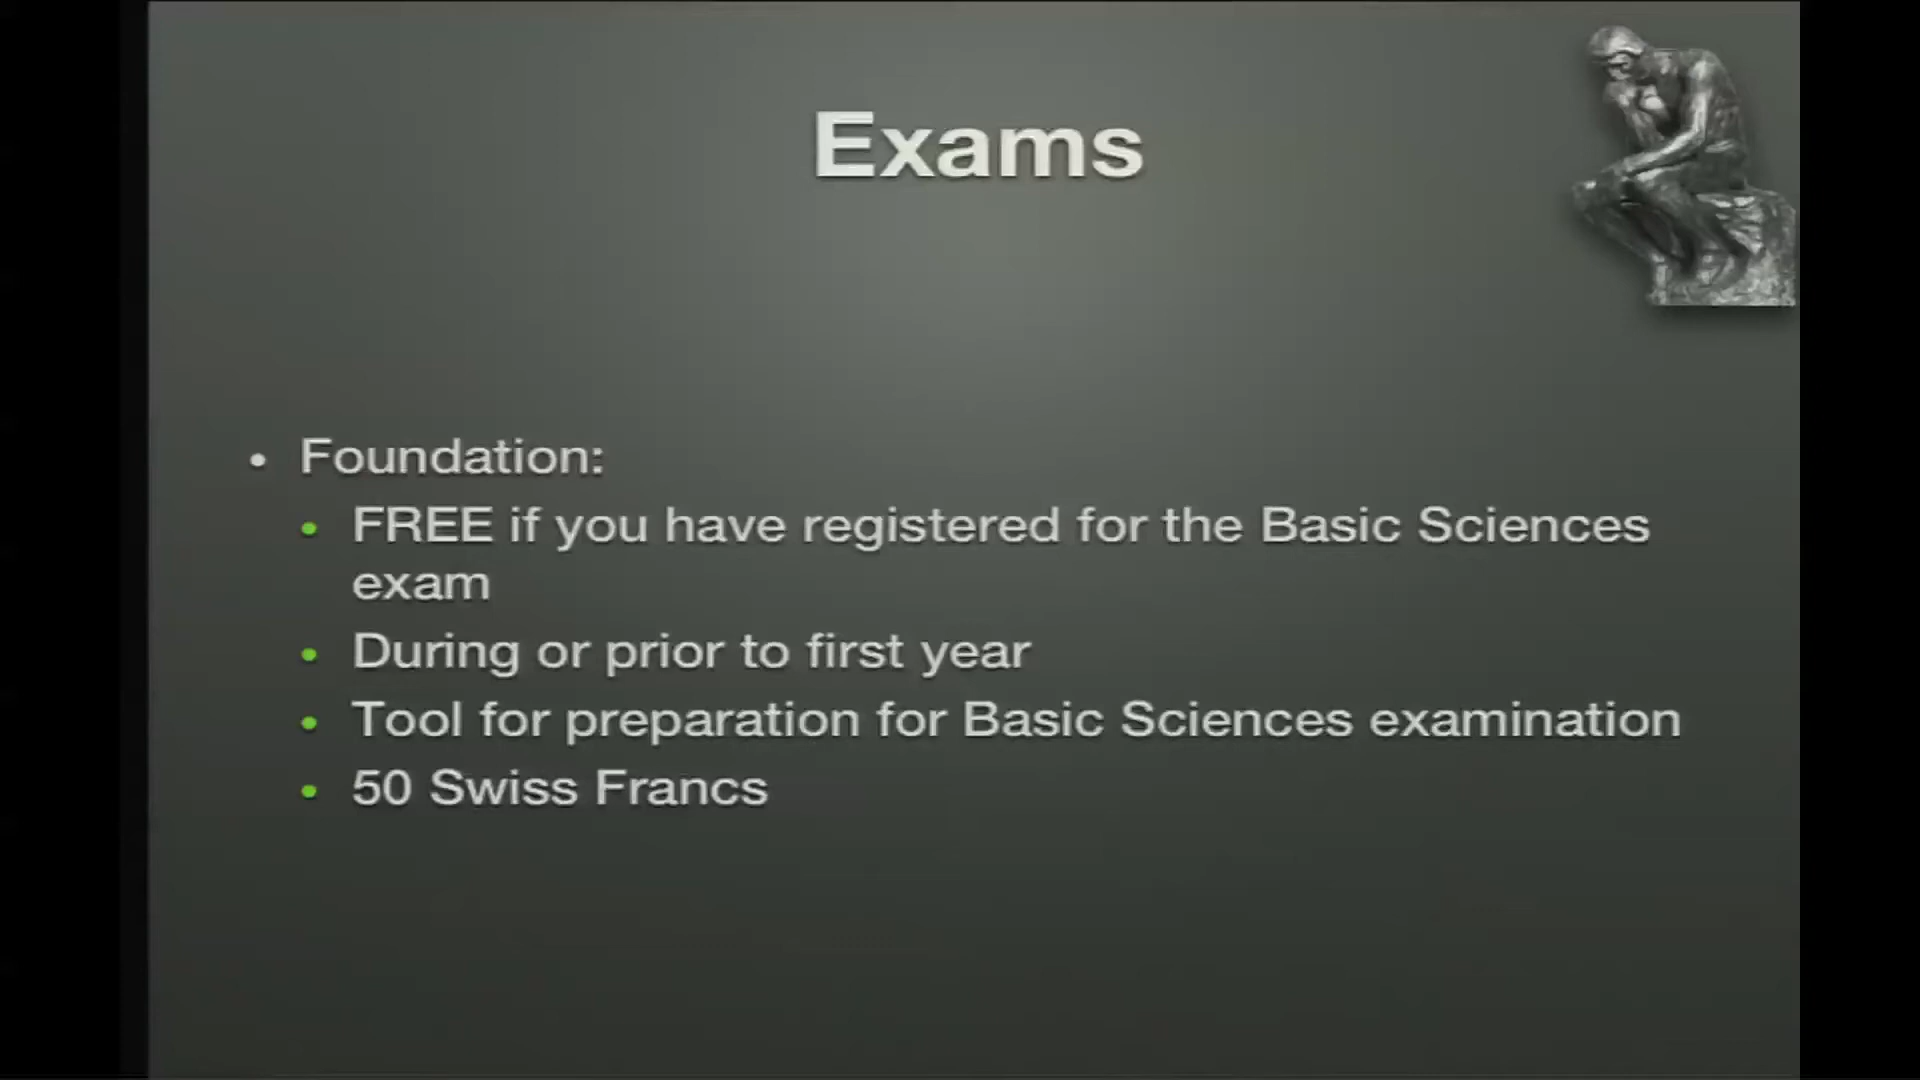 Exams
• Foundation:
• FREE if you have registered for the Basic Sciences
exam
• During or prior to first year
• Tool for preparation for Basic Sciences examination
• 50 Swiss Francs